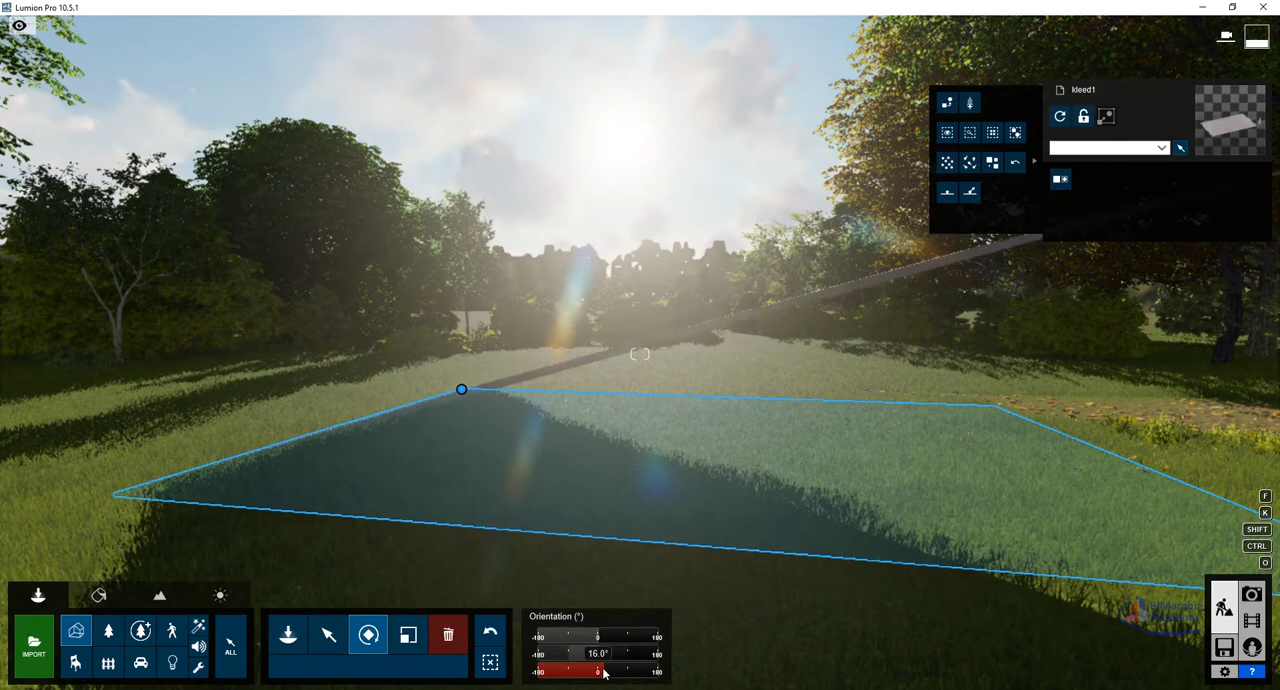 Lumion Pro 10.5.1
kleed1
F
K
SHIFT
CTRL
O
IMPORT
ALL
Orientation (°)
-180 0 180
-180 16.0° 180
-180 0 180
?